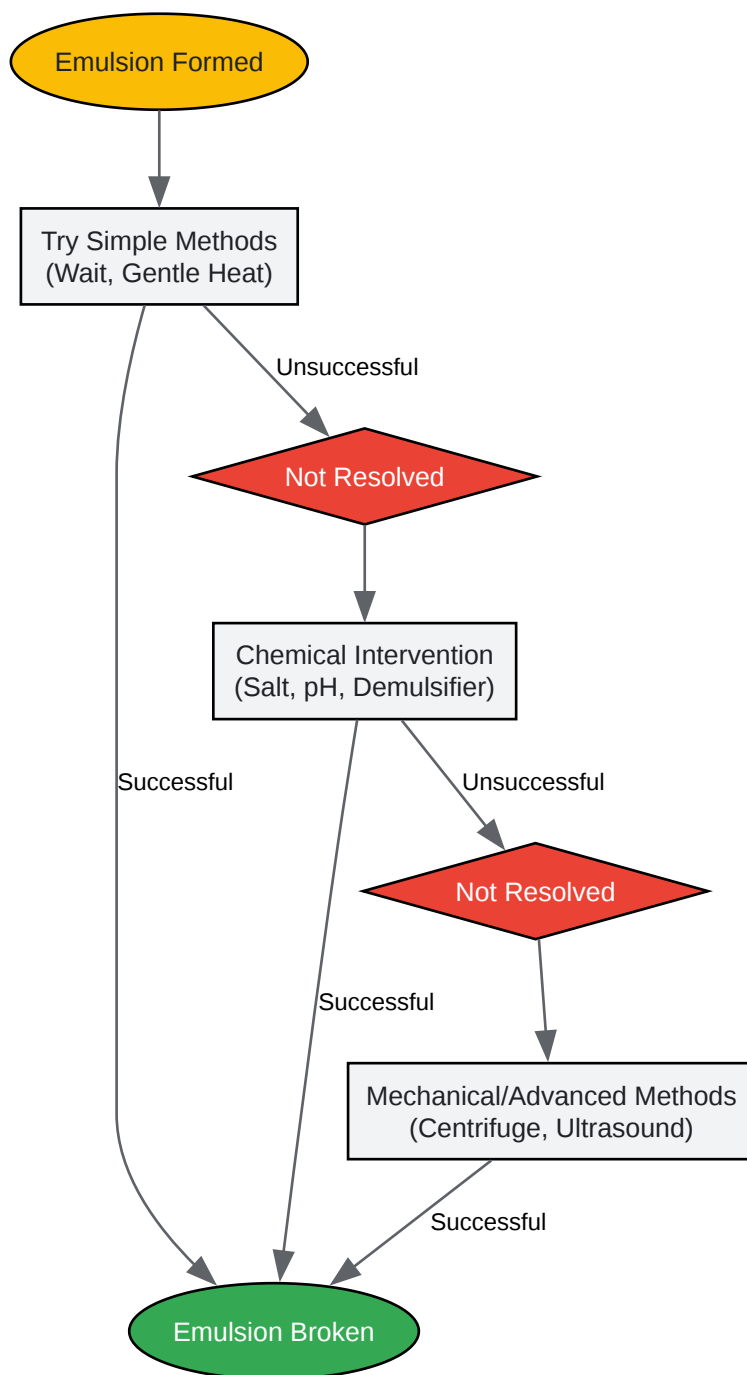 Emulsion Formed
Try Simple Methods
(Wait, Gentle Heat)
Unsuccessful
Not Resolved
Chemical Intervention
(Salt, pH, Demulsifier)
Successful
Unsuccessful
Not Resolved
Successful
Mechanical/Advanced Methods
(Centrifuge, Ultrasound)
Successful
Emulsion Broken